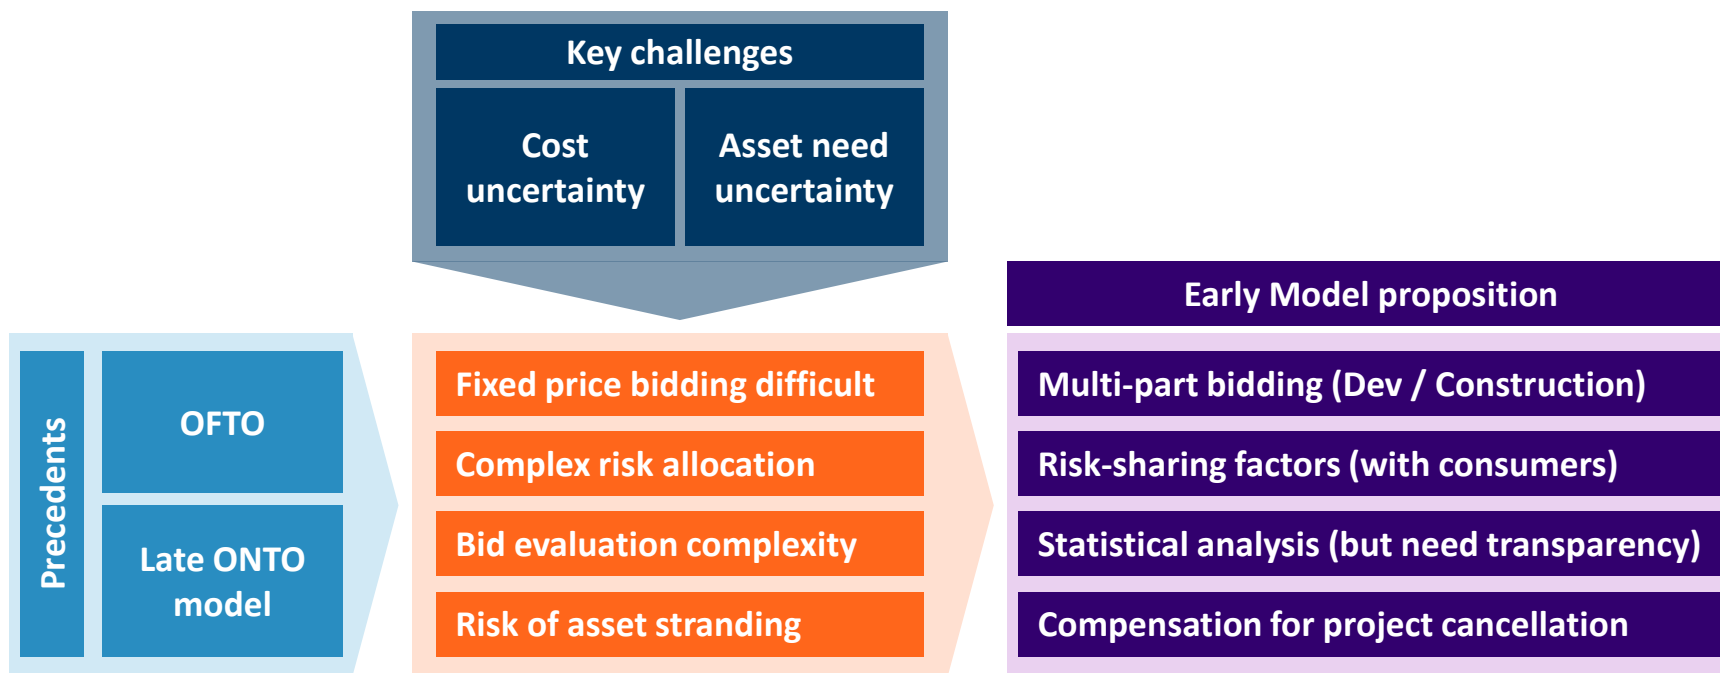 Key challenges
Cost
uncertainty
Asset need
uncertainty
Early Model proposition
Precedents
OFTO
Late ONTO
model
Fixed price bidding difficult
Complex risk allocation
Bid evaluation complexity
Risk of asset stranding
Multi-part bidding (Dev / Construction)
Risk-sharing factors (with consumers)
Statistical analysis (but need transparency)
Compensation for project cancellation